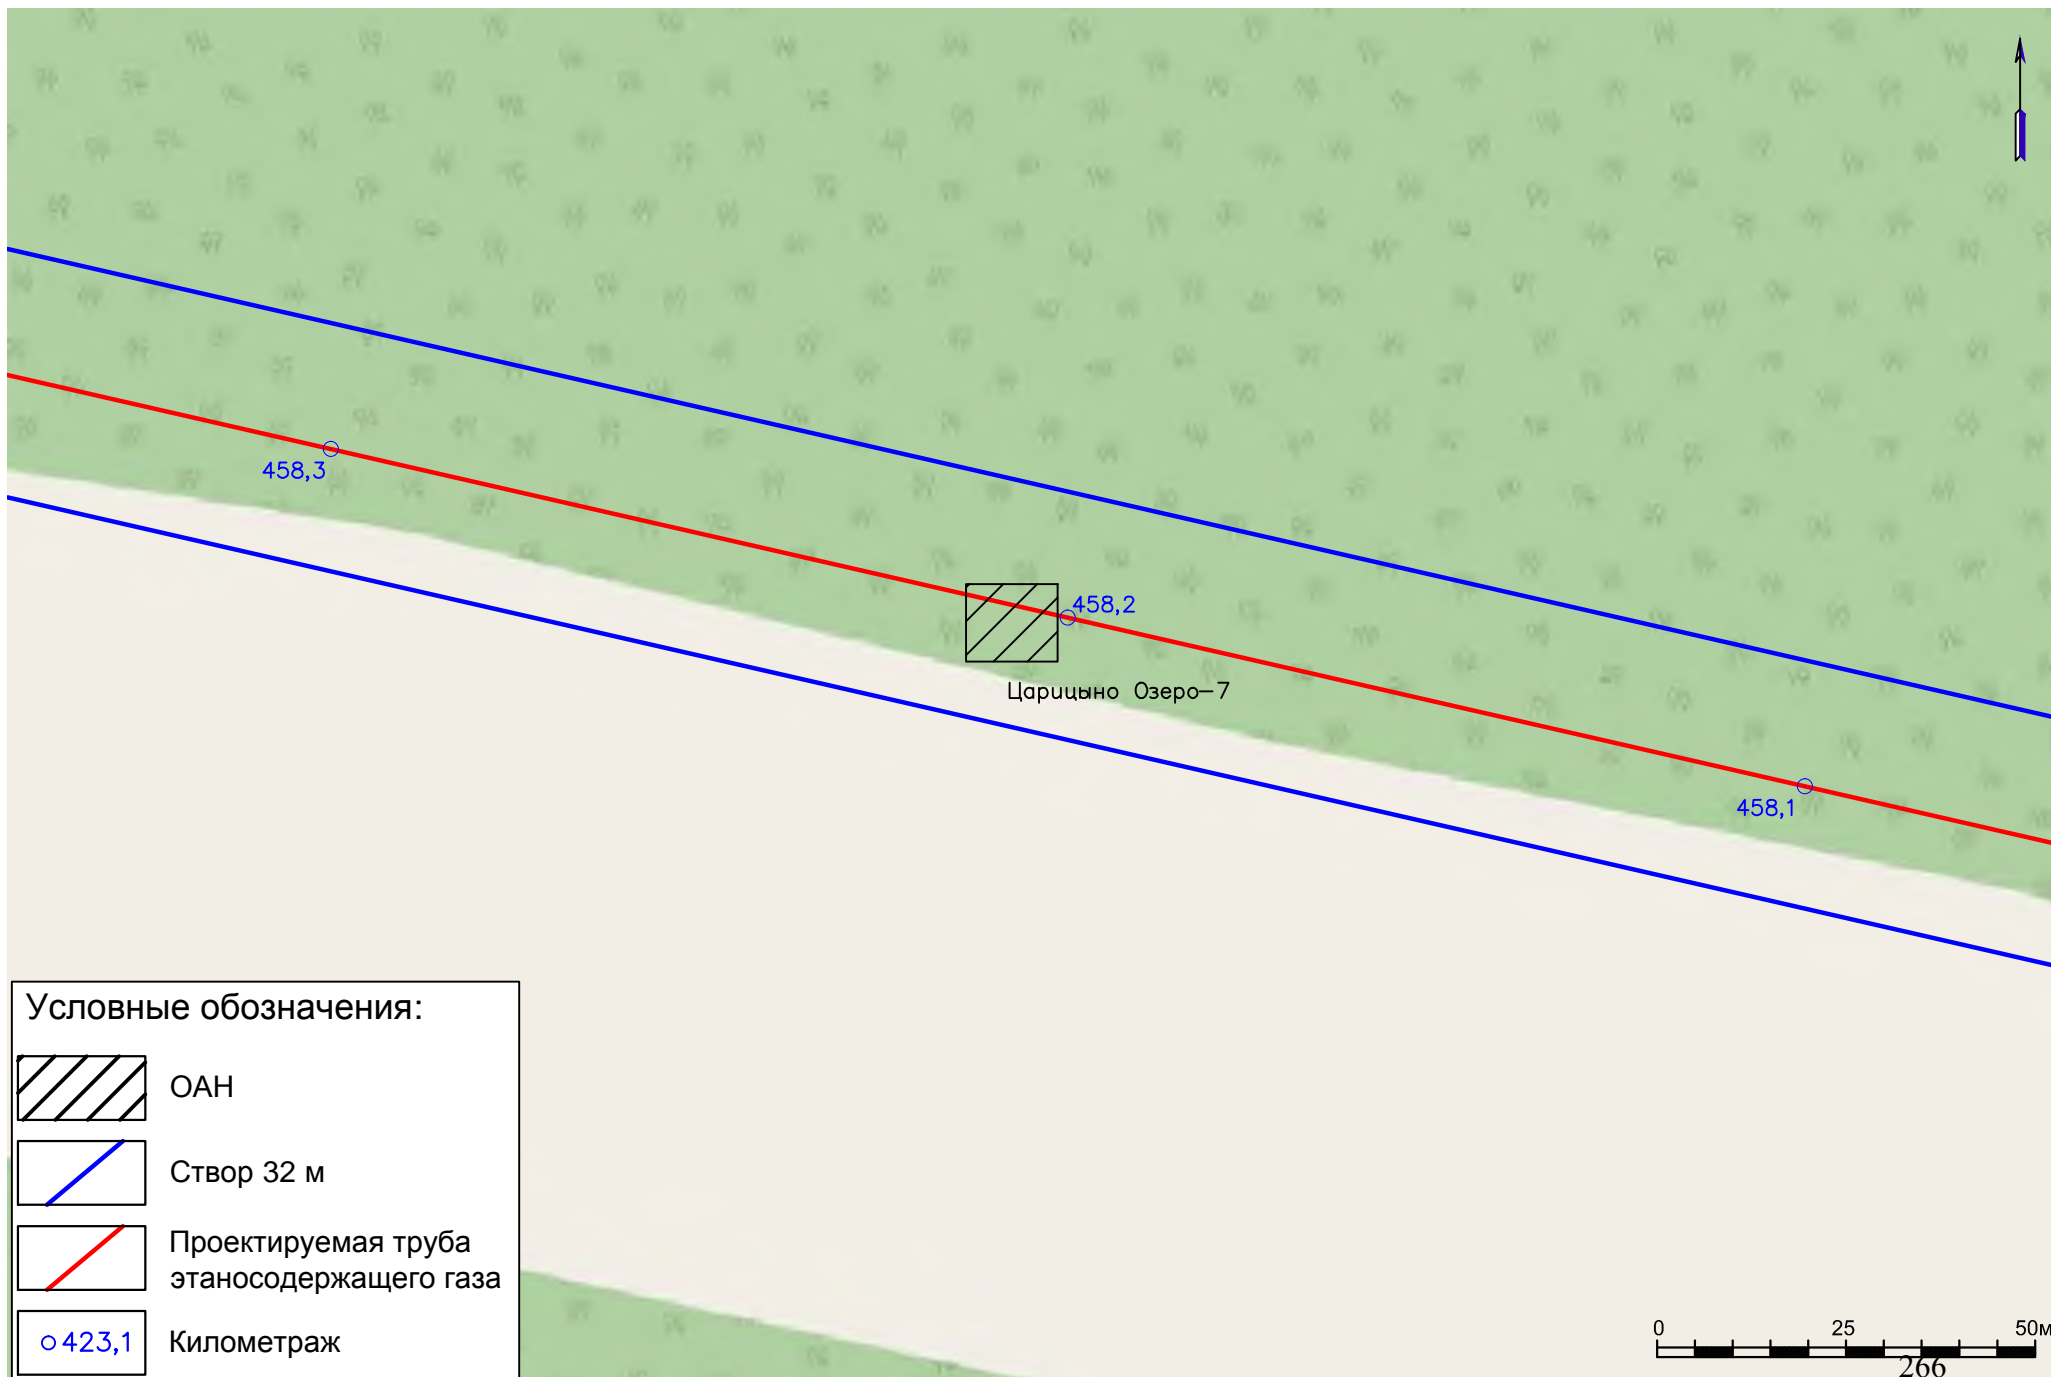 458,3
458,2
Царицыно Озеро-7
458,1
Условные обозначения:
ОАН
Створ 32 м
Проектируемая труба
этаносодержащего газа
423,1 Километраж
0 25 50м
266